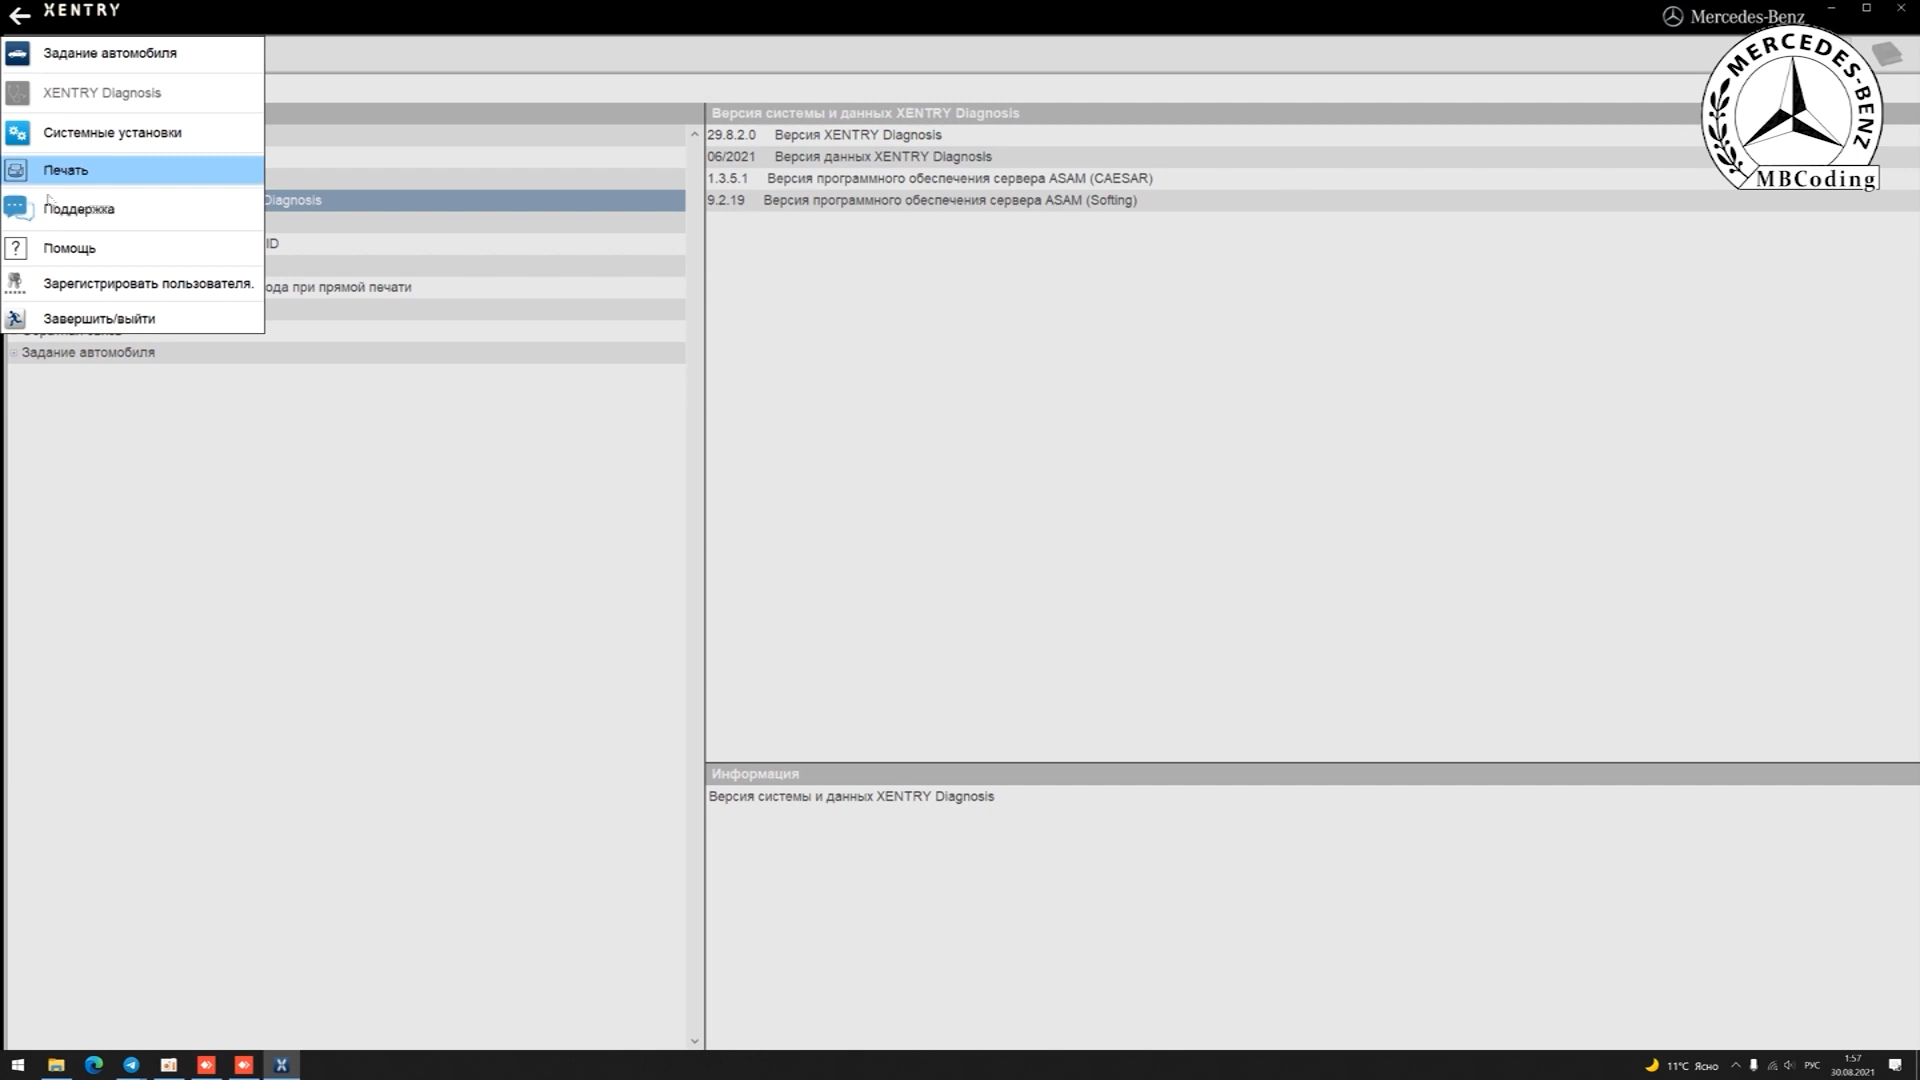 XENTRY
Mercedes-Benz
Задание автомобиля
XENTRY Diagnosis
Системные установки
Печать
Поддержка
Помощь
Зарегистрировать пользователя.
Завершить/выйти
Diagnosis
ID
ода при прямой печати
Задание автомобиля
Версия системы и данных XENTRY Diagnosis
29.8.2.0 Версия XENTRY Diagnosis
06/2021 Версия данных XENTRY Diagnosis
1.3.5.1 Версия программного обеспечения сервера ASAM (CAESAR)
9.2.19 Версия программного обеспечения сервера ASAM (Softing)
MERCEDES-BENZ
MBCoding
Информация
Версия системы и данных XENTRY Diagnosis
11°C Ясно
РУС
1:57
30.08.2021